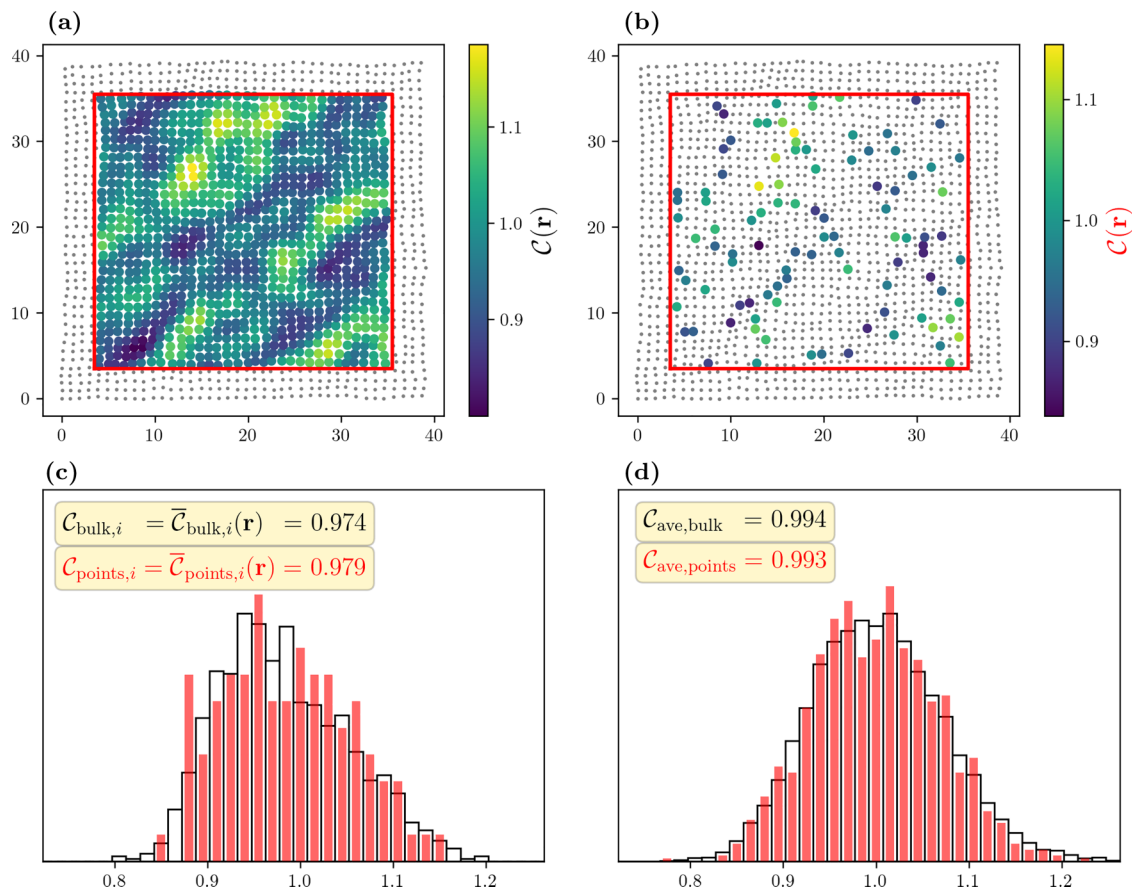 (a)
40
30
20
10
0
0 10 20 30 40
1.1
1.0
0.9
𝒞(𝐫)
(b)
40
30
20
10
0
0 10 20 30 40
1.1
1.0
0.9
𝒞(𝐫)
(c)
𝒞bulk,i = 𝒞̅bulk,i(𝐫) = 0.974
𝒞points,i = 𝒞̅points,i(𝐫) = 0.979
0.8 0.9 1.0 1.1 1.2
(d)
𝒞ave,bulk = 0.994
𝒞ave,points = 0.993
0.8 0.9 1.0 1.1 1.2